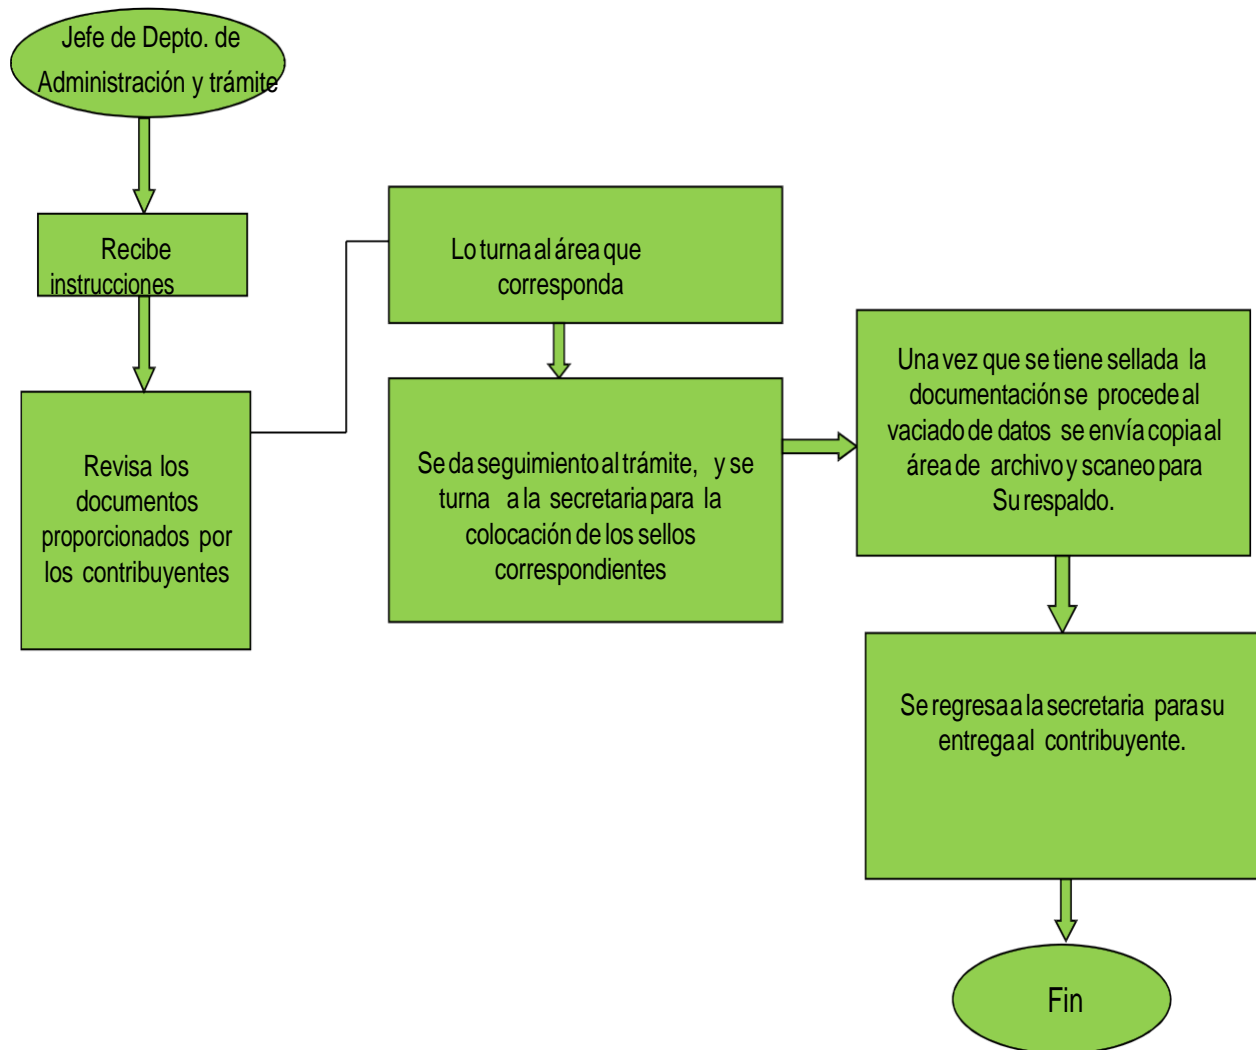 Jefe de Depto. de
Administración y trámite
Recibe
instrucciones
Revisa los
documentos
proporcionados por
los contribuyentes
Lo turna al área que
corresponda
Se da seguimiento al trámite, y se
turna a la secretaria para la
colocación de los sellos
correspondientes
Una vez que se tiene sellada la
documentación se procede al
vaciado de datos se envía copia al
área de archivo y scaneo para
Su respaldo.
Se regresa a la secretaria para su
entrega al contribuyente.
Fin